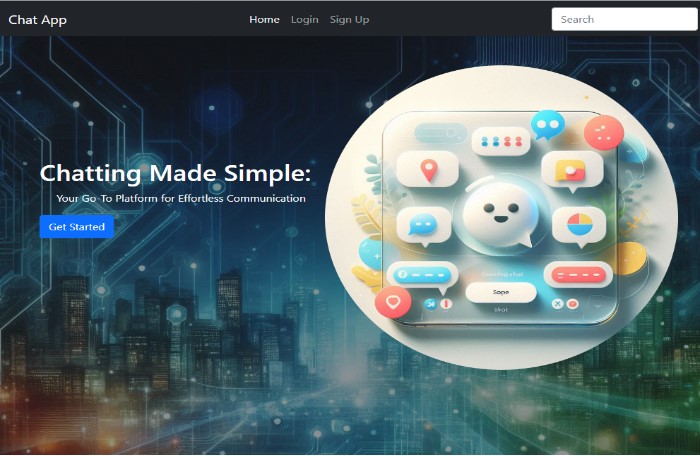 Chat App
Home Login Sign Up
Search
Chatting Made Simple:
Your Go-To Platform for Effortless Communication
Get Started
Sope